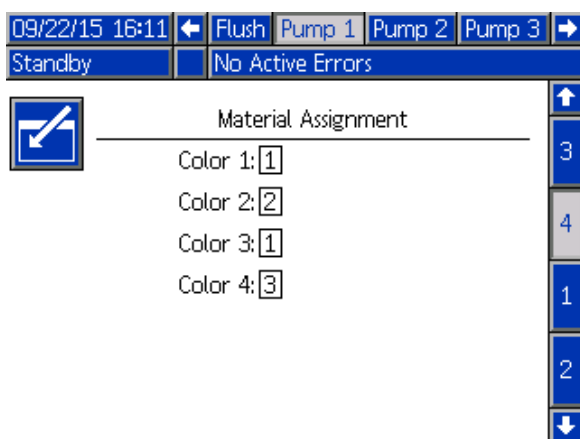 09/22/15 16:11 Flush Pump 1 Pump 2 Pump 3
Standby No Active Errors
Material Assignment
Color 1: 1
Color 2: 2
Color 3: 1
Color 4: 3
3
4
1
2